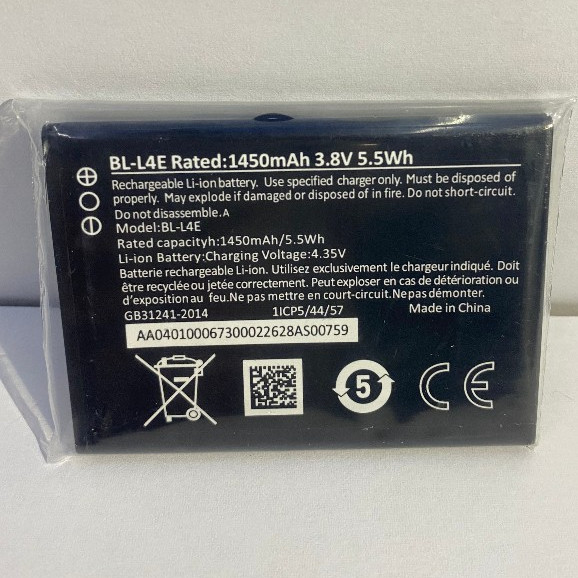 BL-L4E Rated:1450mAh 3.8V 5.5Wh
Rechargeable Li-ion battery. Use specified charger only. Must be disposed of
properly. May explode if damaged or disposed of in fire. Do not short-circuit.
Do not disassemble.A
Model:BL-L4E
Rated capacityh:1450mAh/5.5Wh
Li-ion Battery:Charging Voltage:4.35V
Batterie rechargeable Li-ion. Utilisez exclusivement le chargeur indiqué. Doit
être recyclée ou jetée correctement. Peut exploser en cas de détérioration ou
d'exposition au feu.Ne pas mettre en court-circuit.Nepas démonter.
GB31241-2014 1ICP5/44/57 Made in China
AA040100067300022628AS00759
5 CE